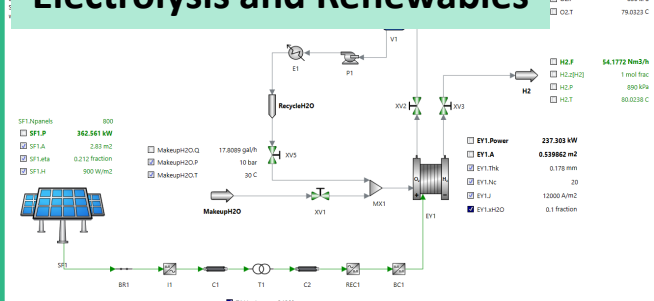 Electrolysis and Renewables
O2.T 79.0323 C
V1
E1
P1
H2.F 54.1772 Nm3/h
H2.z[H2] 1 mol frac
H2.P 890 kPa
H2.T 80.0238 C
H2
SF1.Npanels 800
SF1.P 362.561 kW
SF1.A 2.83 m2
SF1.eta 0.212 fraction
SF1.H 900 W/m2
RecycleH2O
XV2
XV3
MakeupH2O.Q 17.8089 gal/h
MakeupH2O.P 10 bar
MakeupH2O.T 30 C
XV5
EY1.Power 237.303 kW
EY1.A 0.539862 m2
EY1.Thk 0.178 mm
EY1.Nc 20
EY1.J 12000 A/m2
EY1.xH2O 0.1 fraction
O2
H2
MakeupH2O
XV1
MX1
EY1
SF1
BR1
I1
C1
T1
C2
REC1
BC1